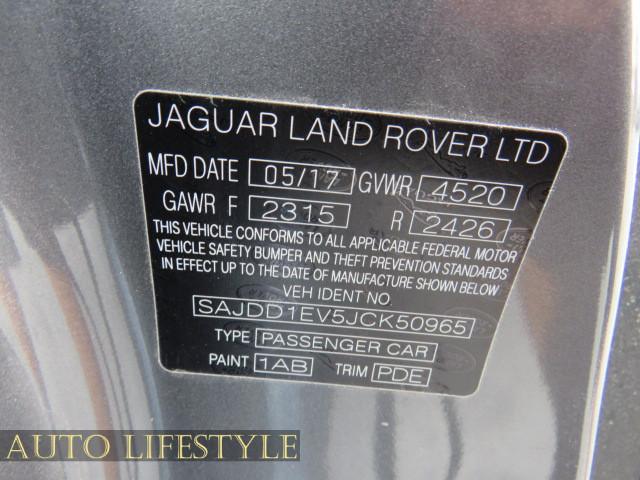 JAGUAR LAND ROVER LTD
MFD DATE 05/17 GVWR 4520
GAWR F 2315 R 2426
THIS VEHICLE CONFORMS TO ALL APPLICABLE FEDERAL MOTOR
VEHICLE SAFETY BUMPER AND THEFT PREVENTION STANDARDS
IN EFFECT UP TO THE DATE OF MANUFACTURE SHOWN BELOW
VEH IDENT NO.
SAJDD1EV5JCK50965
TYPE PASSENGER CAR
PAINT 1AB TRIM PDE
AUTO LIFESTYLE